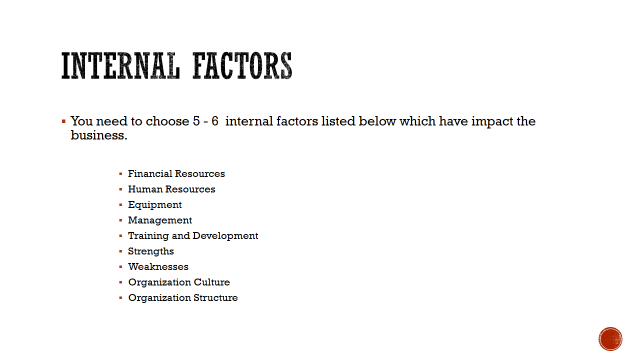 INTERNAL FACTORS
▪ You need to choose 5 - 6 internal factors listed below which have impact the
business.
▪ Financial Resources
▪ Human Resources
▪ Equipment
▪ Management
▪ Training and Development
▪ Strengths
▪ Weaknesses
▪ Organization Culture
▪ Organization Structure